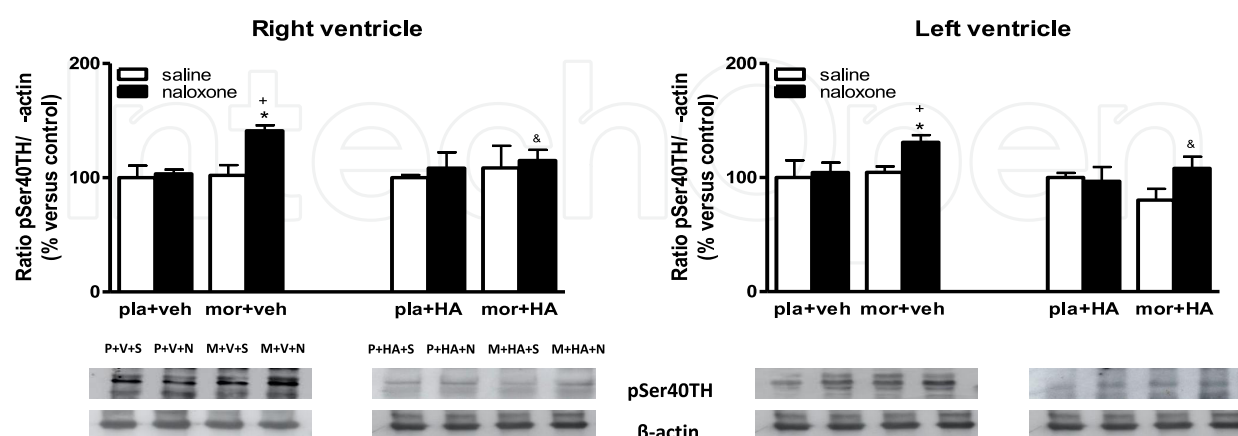 Right ventricle
Ratio pSer40TH/ -actin
(% versus control)
200
100
0
saline
naloxone
+
*
&
pla+veh
mor+veh
pla+HA
mor+HA
P+V+S P+V+N M+V+S M+V+N
P+HA+S P+HA+N M+HA+S M+HA+N
Left ventricle
Ratio pSer40TH/ -actin
(% versus control)
200
100
0
saline
naloxone
+
*
&
pla+veh
mor+veh
pla+HA
mor+HA
pSer40TH
ß-actin
IntechOpen